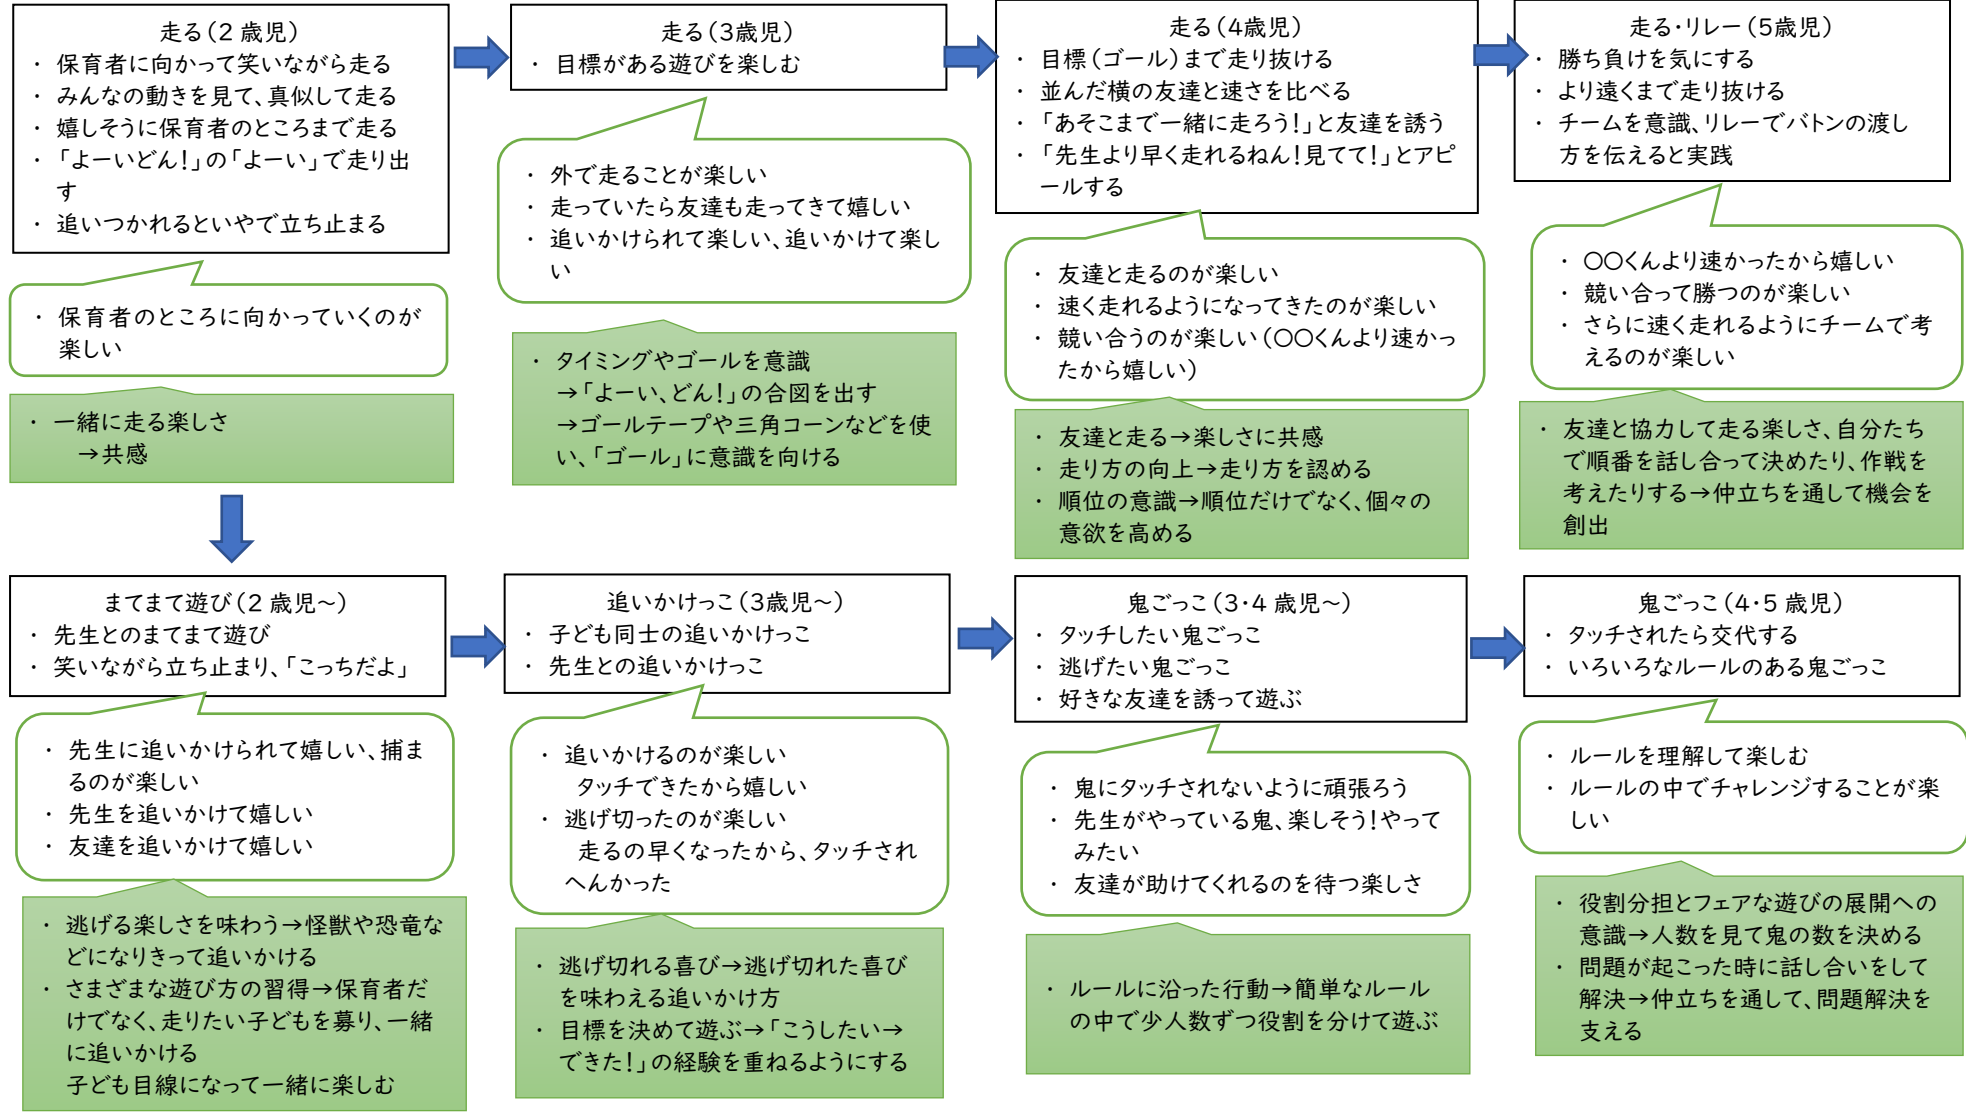 走る（２歳児）
・ 保育者に向かって笑いながら走る
・ みんなの動きを見て、真似して走る
・ 嬉しそうに保育者のところまで走る
・ 「よーいどん！」の「よーい」で走り出
す
・ 追いつかれるといやで立ち止まる
・ 保育者のところに向かっていくのが
楽しい
・ 一緒に走る楽しさ
→共感
走る（３歳児）
・ 目標がある遊びを楽しむ
・ 外で走ることが楽しい
・ 走っていたら友達も走ってきて嬉しい
・ 追いかけられて楽しい、追いかけて楽し
い
・ タイミングやゴールを意識
→「よーい、どん！」の合図を出す
→ゴールテープや三角コーンなどを使
い、「ゴール」に意識を向ける
走る（４歳児）
・ 目標（ゴール）まで走り抜ける
・ 並んだ横の友達と速さを比べる
・ 「あそこまで一緒に走ろう！」と友達を誘う
・ 「先生より早く走れるねん！見てて！」とアピ
ールする
・ 友達と走るのが楽しい
・ 速く走れるようになってきたのが楽しい
・ 競い合うのが楽しい（〇〇くんより速かっ
たから嬉しい）
・ 友達と走る→楽しさに共感
・ 走り方の向上→走り方を認める
・ 順位の意識→順位だけでなく、個々の
意欲を高める
走る・リレー（５歳児）
・ 勝ち負けを気にする
・ より遠くまで走り抜ける
・ チームを意識、リレーでバトンの渡し
方を伝えると実践
・ 〇〇くんより速かったから嬉しい
・ 競い合って勝つのが楽しい
・ さらに速く走れるようにチームで考
えるのが楽しい
・ 友達と協力して走る楽しさ、自分たち
で順番を話し合って決めたり、作戦を
考えたりする→仲立ちを通して機会を
創出
まてまて遊び（２歳児～）
・ 先生とのまてまて遊び
・ 笑いながら立ち止まり、「こっちだよ」
・ 先生に追いかけられて嬉しい、捕ま
るのが楽しい
・ 先生を追いかけて嬉しい
・ 友達を追いかけて嬉しい
・ 逃げる楽しさを味わう→怪獣や恐竜な
どになりきって追いかける
・ さまざまな遊び方の習得→保育者だ
けでなく、走りたい子どもを募り、一緒
に追いかける
子ども目線になって一緒に楽しむ
追いかけっこ（３歳児～）
・ 子ども同士の追いかけっこ
・ 先生との追いかけっこ
・ 追いかけるのが楽しい
タッチできたから嬉しい
・ 逃げ切ったのが楽しい
走るの早くなったから、タッチされ
へんかった
・ 逃げ切れる喜び→逃げ切れた喜び
を味わえる追いかけ方
・ 目標を決めて遊ぶ→「こうしたい→
できた！」の経験を重ねるようにする
鬼ごっこ（３・４歳児～）
・ タッチしたい鬼ごっこ
・ 逃げたい鬼ごっこ
・ 好きな友達を誘って遊ぶ
・ 鬼にタッチされないように頑張ろう
・ 先生がやっている鬼、楽しそう！やって
みたい
・ 友達が助けてくれるのを待つ楽しさ
・ ルールに沿った行動→簡単なルール
の中で少人数ずつ役割を分けて遊ぶ
鬼ごっこ（４・５歳児）
・ タッチされたら交代する
・ いろいろなルールのある鬼ごっこ
・ ルールを理解して楽しむ
・ ルールの中でチャレンジすることが楽
しい
・ 役割分担とフェアな遊びの展開への
意識→人数を見て鬼の数を決める
・ 問題が起こった時に話し合いをして
解決→仲立ちを通して、問題解決を
支える